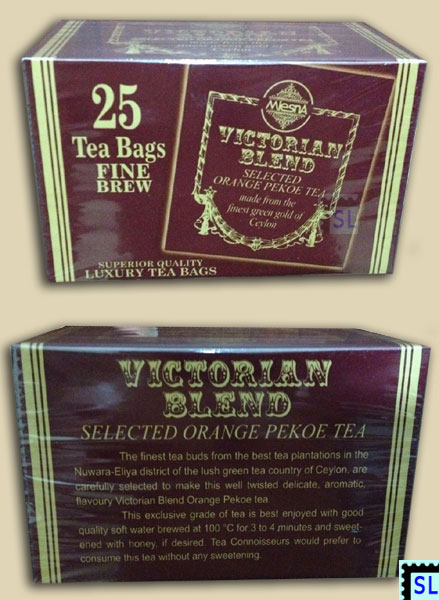 25
Tea Bags
FINE
BREW
SUPERIOR QUALITY
LUXURY TEA BAGS
MlesnA
VICTORIAN
BLEND
SELECTED
ORANGE PEKOE TEA
made from the
finest green gold of
Ceylon
SL
VICTORIAN
BLEND
SELECTED ORANGE PEKOE TEA
The finest tea buds from the best tea plantations in the
Nuwara-Eliya district of the lush green tea country of Ceylon, are
carefully selected to make this well twisted delicate, aromatic,
flavoury Victorian Blend Orange Pekoe tea.
This exclusive grade of tea is best enjoyed with good
quality soft water brewed at 100 °C for 3 to 4 minutes and sweet-
ened with honey, if desired. Tea Connoisseurs would prefer to
consume this tea without any sweetening.
SL